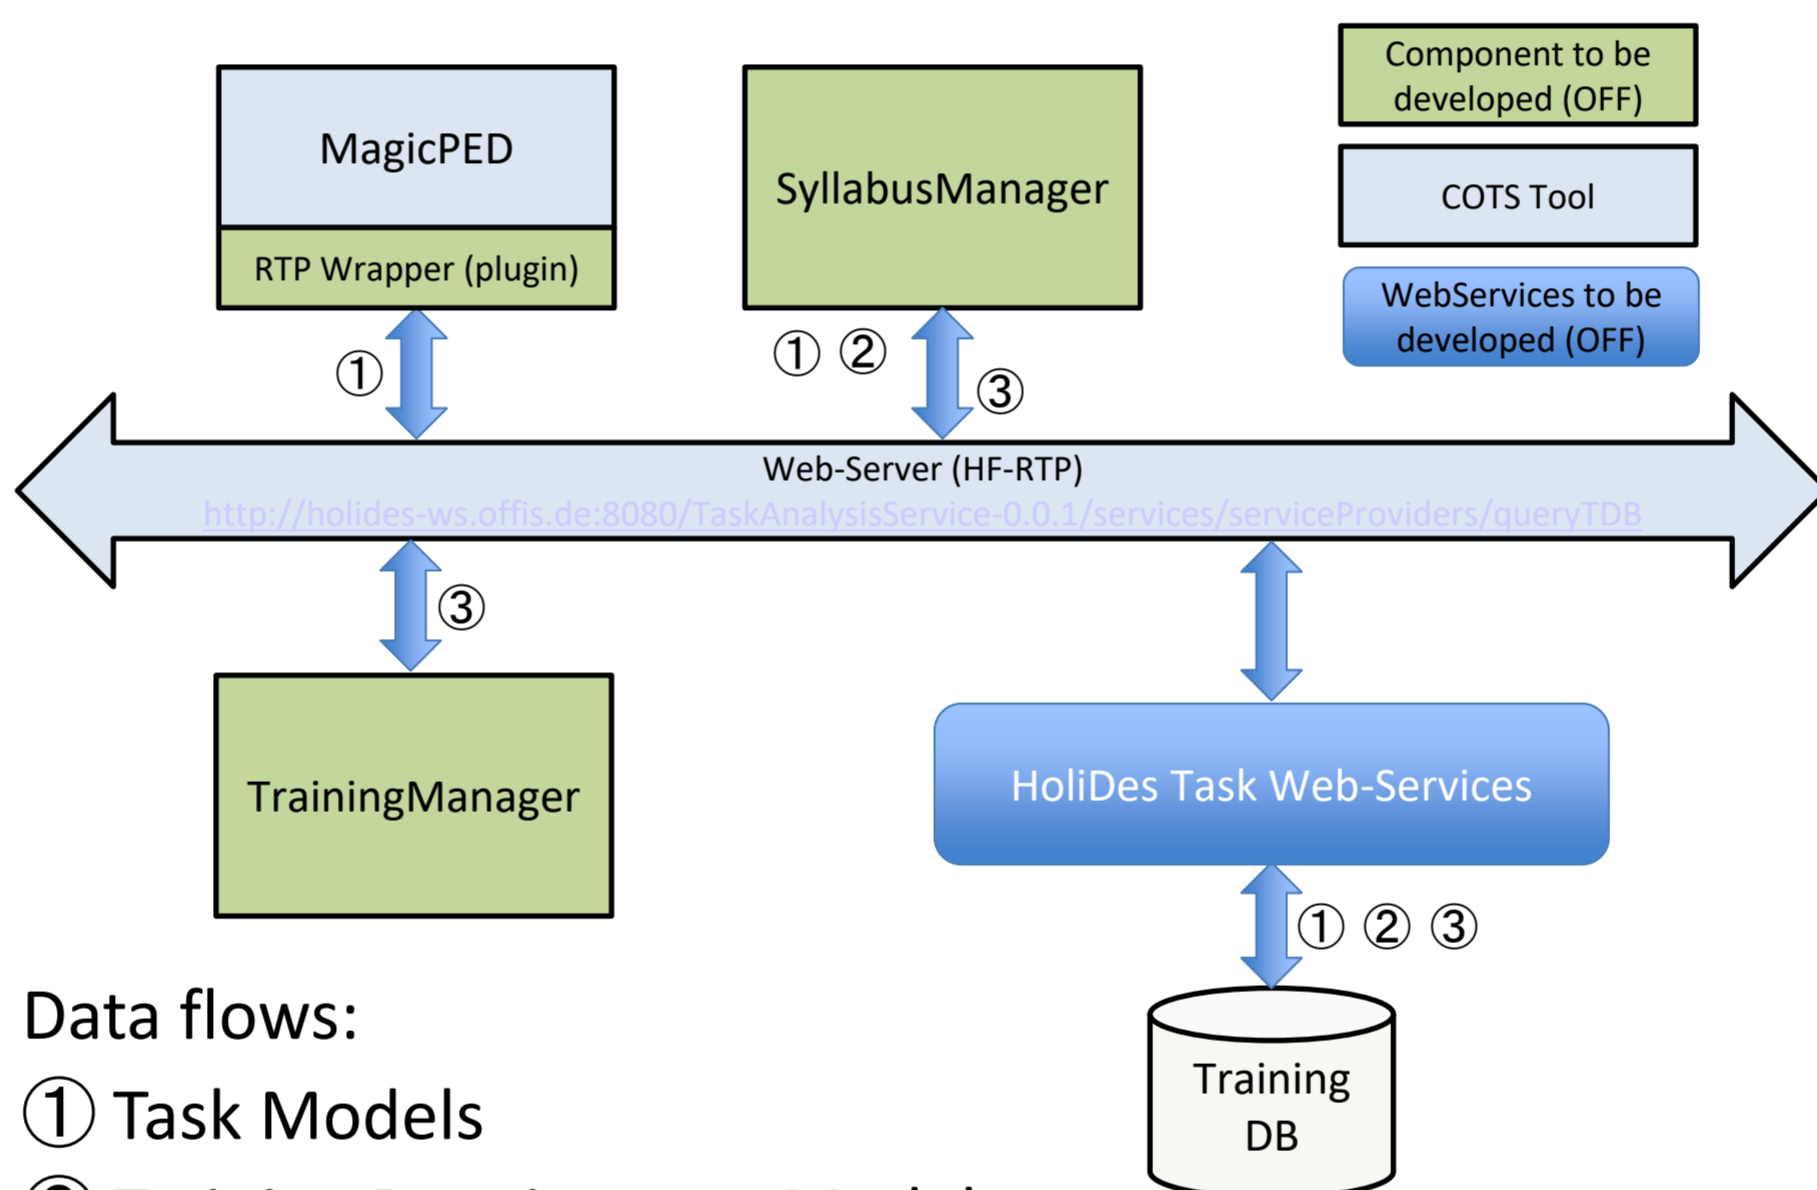 MagicPED
RTP Wrapper (plugin)
SyllabusManager
Component to be
developed (OFF)
COTS Tool
WebServices to be
developed (OFF)
①
① ②
③
Web-Server (HF-RTP)
http://holides-ws.offis.de:8080/TaskAnalysisService-0.0.1/services/serviceProviders/queryTDB
③
TrainingManager
HoliDes Task Web-Services
① ② ③
Training
DB
Data flows:
① Task Models